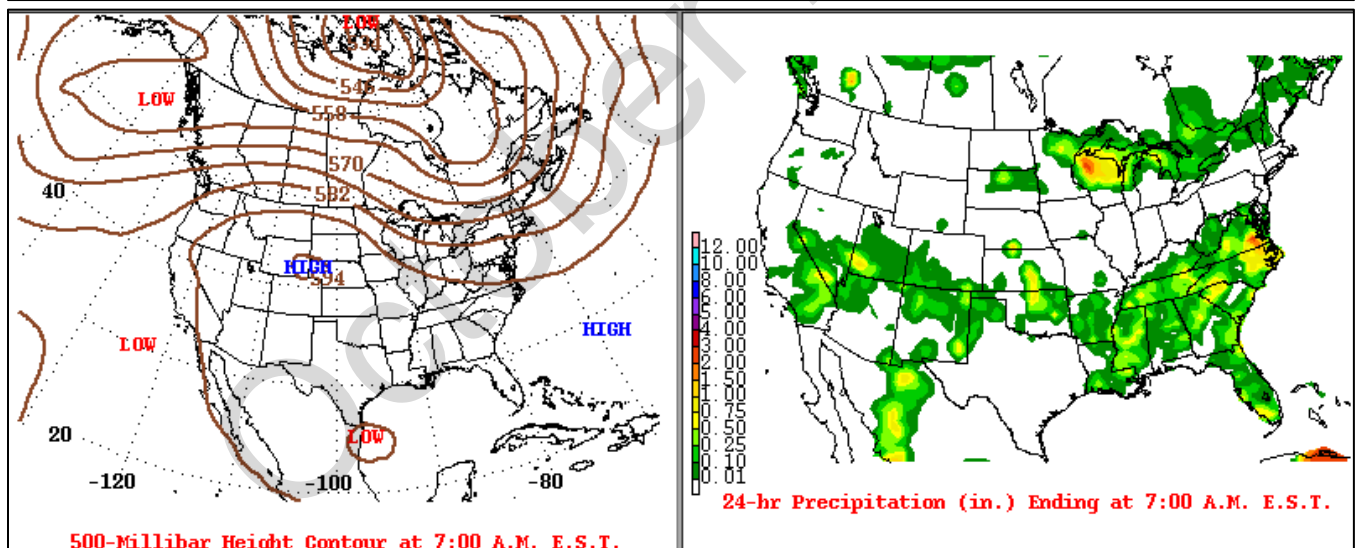 LOW
534
546
LOW
558
570
40
582
HIGH
594
LOW
HIGH
20
LOW
-120
-100
-80
500-Millibar Height Contour at 7:00 A.M. E.S.T.
12.00
10.00
8.00
6.00
5.00
4.00
3.00
2.00
1.50
1.00
0.75
0.50
0.25
0.10
0.01
24-hr Precipitation (in.) Ending at 7:00 A.M. E.S.T.
October